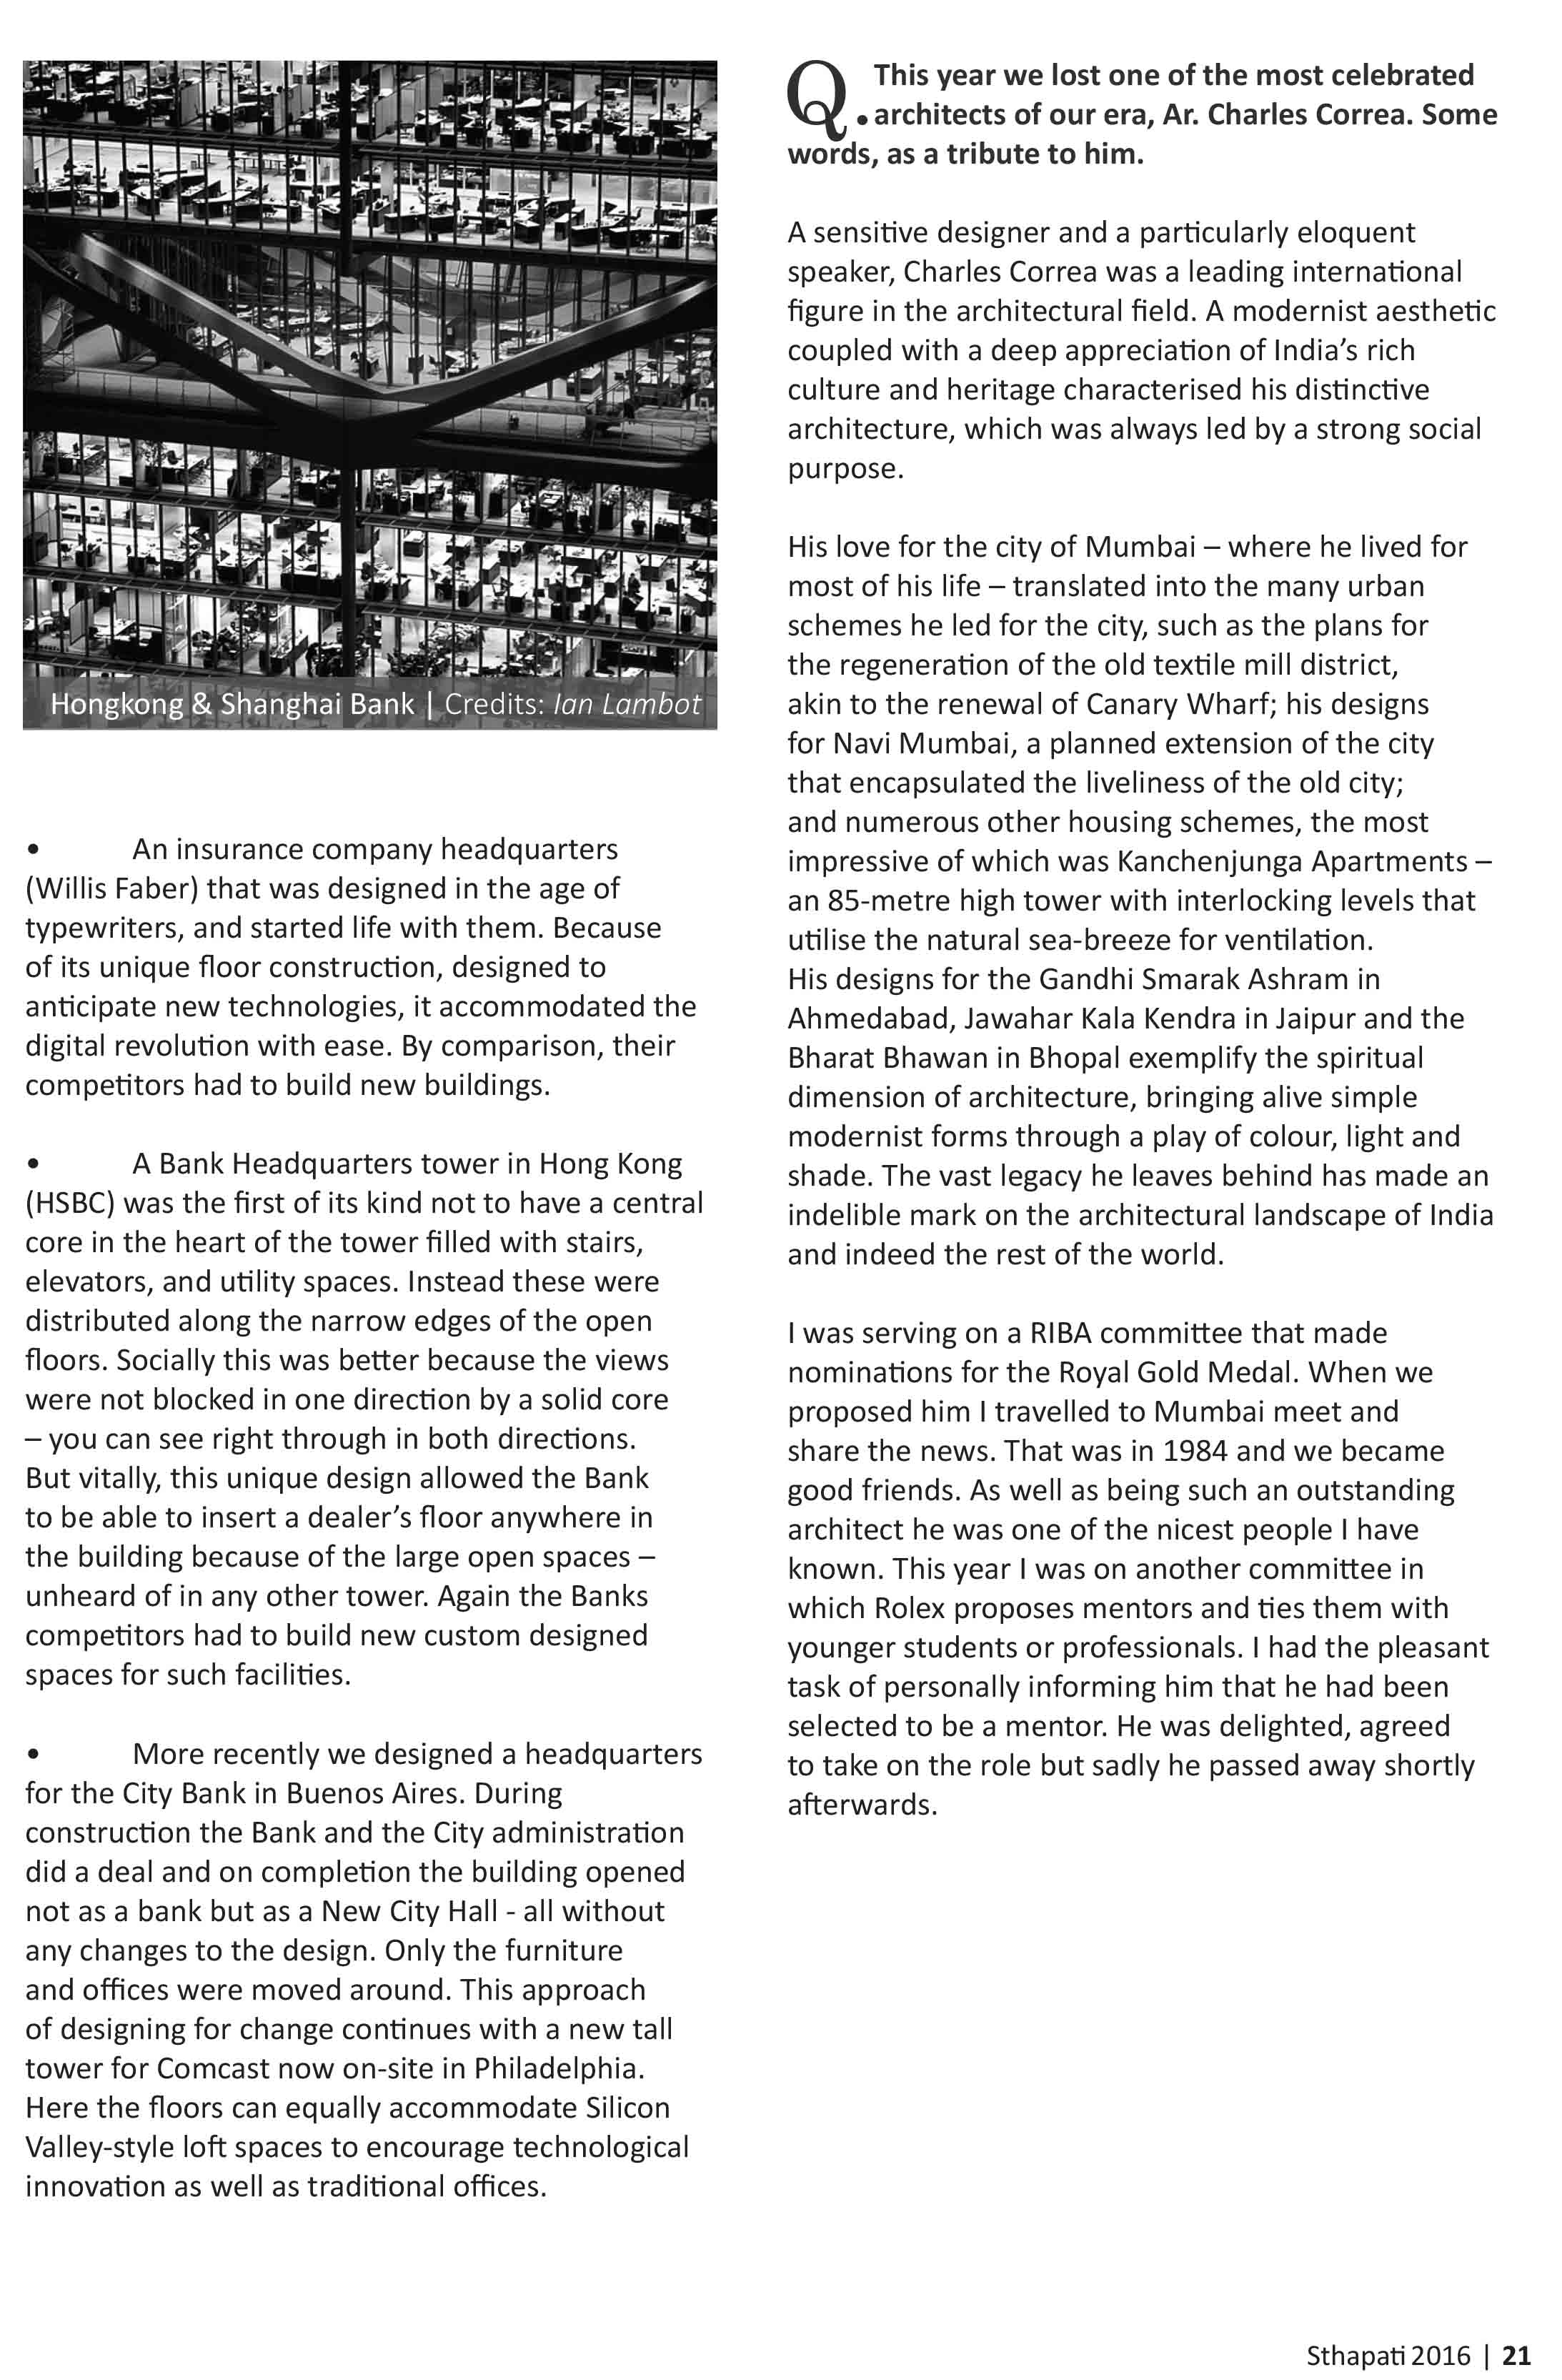 Hongkong & Shanghai Bank | Credits: Ian Lambot
•	An insurance company headquarters
(Willis Faber) that was designed in the age of
typewriters, and started life with them. Because
of its unique floor construction, designed to
anticipate new technologies, it accommodated the
digital revolution with ease. By comparison, their
competitors had to build new buildings.
•	A Bank Headquarters tower in Hong Kong
(HSBC) was the first of its kind not to have a central
core in the heart of the tower filled with stairs,
elevators, and utility spaces. Instead these were
distributed along the narrow edges of the open
floors. Socially this was better because the views
were not blocked in one direction by a solid core
– you can see right through in both directions.
But vitally, this unique design allowed the Bank
to be able to insert a dealer’s floor anywhere in
the building because of the large open spaces –
unheard of in any other tower. Again the Banks
competitors had to build new custom designed
spaces for such facilities.
•	More recently we designed a headquarters
for the City Bank in Buenos Aires. During
construction the Bank and the City administration
did a deal and on completion the building opened
not as a bank but as a New City Hall - all without
any changes to the design. Only the furniture
and offices were moved around. This approach
of designing for change continues with a new tall
tower for Comcast now on-site in Philadelphia.
Here the floors can equally accommodate Silicon
Valley-style loft spaces to encourage technological
innovation as well as traditional offices.
Q. This year we lost one of the most celebrated
architects of our era, Ar. Charles Correa. Some
words, as a tribute to him.
A sensitive designer and a particularly eloquent
speaker, Charles Correa was a leading international
figure in the architectural field. A modernist aesthetic
coupled with a deep appreciation of India’s rich
culture and heritage characterised his distinctive
architecture, which was always led by a strong social
purpose.
His love for the city of Mumbai – where he lived for
most of his life – translated into the many urban
schemes he led for the city, such as the plans for
the regeneration of the old textile mill district,
akin to the renewal of Canary Wharf; his designs
for Navi Mumbai, a planned extension of the city
that encapsulated the liveliness of the old city;
and numerous other housing schemes, the most
impressive of which was Kanchenjunga Apartments –
an 85-metre high tower with interlocking levels that
utilise the natural sea-breeze for ventilation.
His designs for the Gandhi Smarak Ashram in
Ahmedabad, Jawahar Kala Kendra in Jaipur and the
Bharat Bhawan in Bhopal exemplify the spiritual
dimension of architecture, bringing alive simple
modernist forms through a play of colour, light and
shade. The vast legacy he leaves behind has made an
indelible mark on the architectural landscape of India
and indeed the rest of the world.
I was serving on a RIBA committee that made
nominations for the Royal Gold Medal. When we
proposed him I travelled to Mumbai meet and
share the news. That was in 1984 and we became
good friends. As well as being such an outstanding
architect he was one of the nicest people I have
known. This year I was on another committee in
which Rolex proposes mentors and ties them with
younger students or professionals. I had the pleasant
task of personally informing him that he had been
selected to be a mentor. He was delighted, agreed
to take on the role but sadly he passed away shortly
afterwards.
Sthapati 2016 | 21